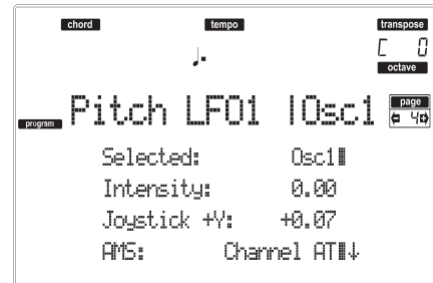 chord tempo transpose
C 0
octave
program Pitch LFO1 |Osc1 page
4
Selected: Osc1
Intensity: 0.00
Joystick +Y: +0.07
AMS: Channel AT